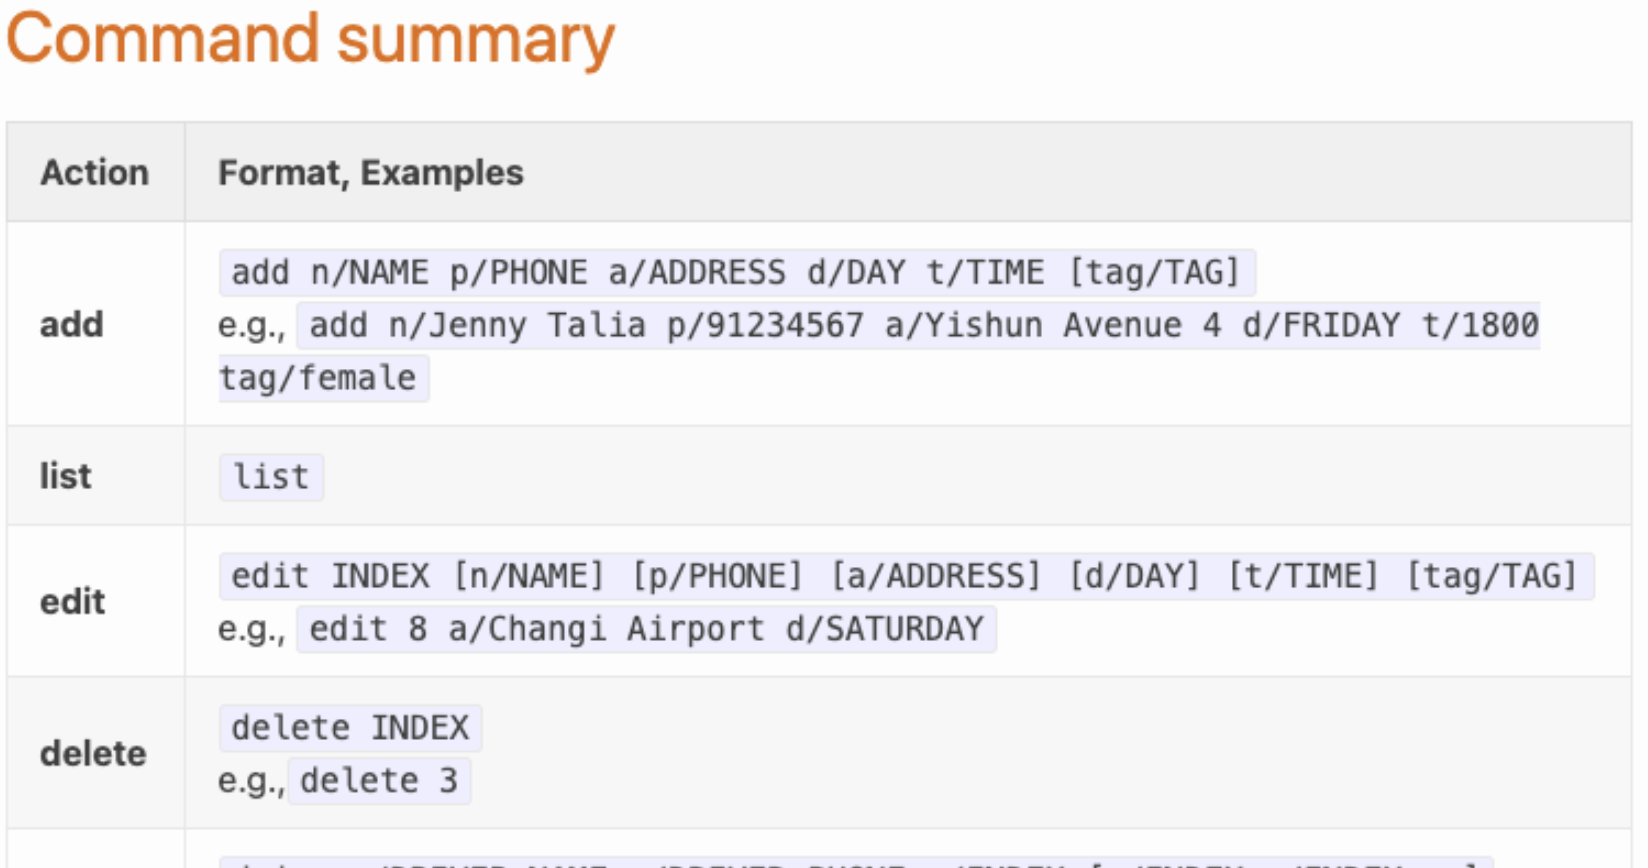 Command summary
Action Format, Examples
add n/NAME p/PHONE a/ADDRESS d/DAY t/TIME [tag/TAG]
add e.g., add n/Jenny Talia p/91234567 a/Yishun Avenue 4 d/FRIDAY t/1800
tag/female
list list
edit INDEX [n/NAME] [p/PHONE] [a/ADDRESS] [d/DAY] [t/TIME] [tag/TAG]
edit
e.g., edit 8 a/Changi Airport d/SATURDAY
delete INDEX
delete
e.g., delete 3